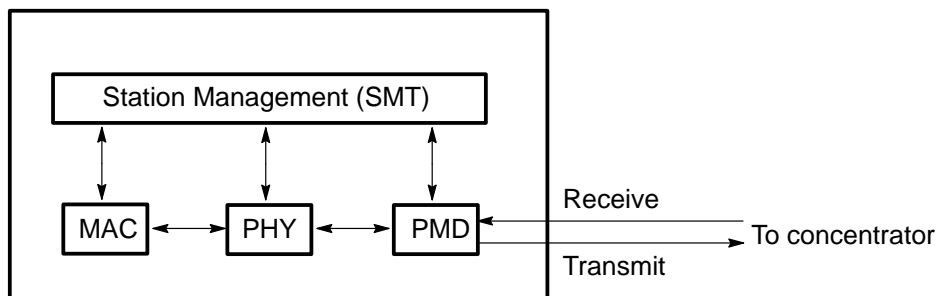 Station Management (SMT)
Receive
MAC
PHY
PMD
To concentrator
Transmit